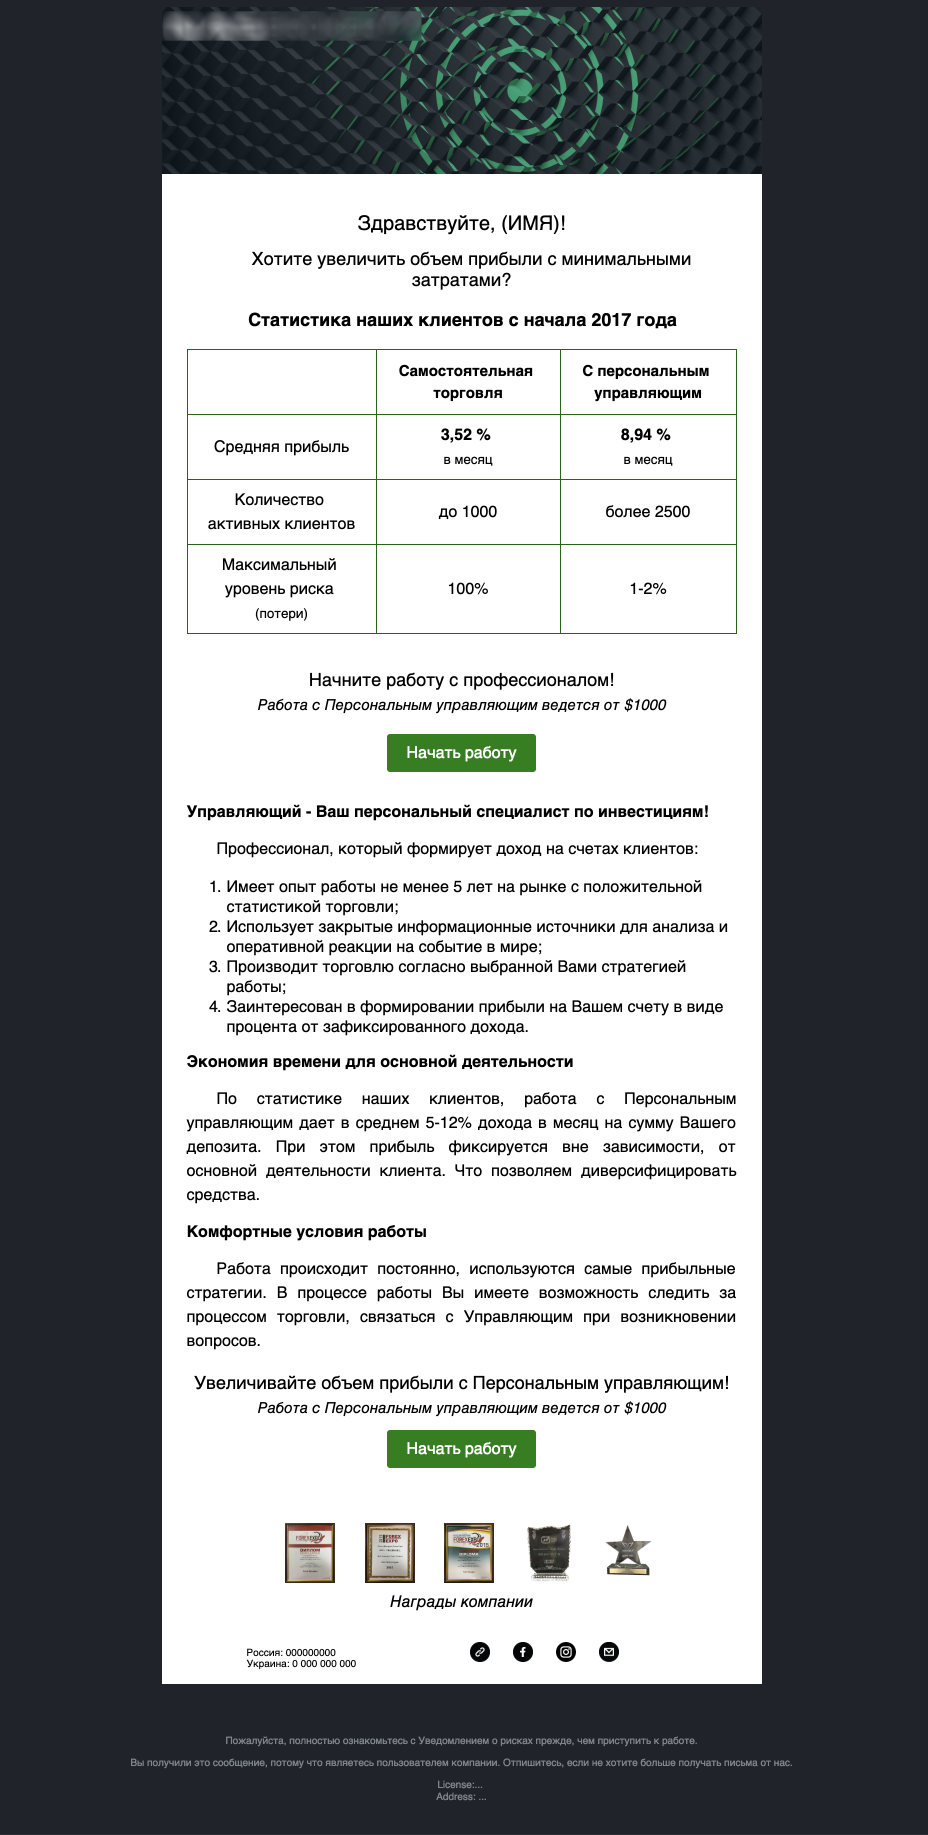 Здравствуйте, (ИМЯ)!
Хотите увеличить объем прибыли с минимальными
затратами?
Статистика наших клиентов с начала 2017 года
Самостоятельная
торговля
С персональным
управляющим
Средняя прибыль
3,52 %
в месяц
8,94 %
в месяц
Количество
активных клиентов
до 1000
более 2500
Максимальный
уровень риска
(потери)
100%
1-2%
Начните работу с профессионалом!
Работа с Персональным управляющим ведется от $1000
Начать работу
Управляющий - Ваш персональный специалист по инвестициям!
Профессионал, который формирует доход на счетах клиентов:
1. Имеет опыт работы не менее 5 лет на рынке с положительной
статистикой торговли;
2. Использует закрытые информационные источники для анализа и
оперативной реакции на событие в мире;
3. Производит торговлю согласно выбранной Вами стратегией
работы;
4. Заинтересован в формировании прибыли на Вашем счету в виде
процента от зафиксированного дохода.
Экономия времени для основной деятельности
По статистике наших клиентов, работа с Персональным
управляющим дает в среднем 5-12% дохода в месяц на сумму Вашего
депозита. При этом прибыль фиксируется вне зависимости, от
основной деятельности клиента. Что позволяем диверсифицировать
средства.
Комфортные условия работы
Работа происходит постоянно, используются самые прибыльные
стратегии. В процессе работы Вы имеете возможность следить за
процессом торговли, связаться с Управляющим при возникновении
вопросов.
Увеличивайте объем прибыли с Персональным управляющим!
Работа с Персональным управляющим ведется от $1000
Начать работу
Награды компании
Россия: 000000000
Украина: 0 000 000 000
Пожалуйста, полностью ознакомьтесь с Уведомлением о рисках прежде, чем приступить к работе.
Вы получили это сообщение, потому что являетесь пользователем компании. Отпишитесь, если не хотите больше получать письма от нас.
License:...
Address: ...